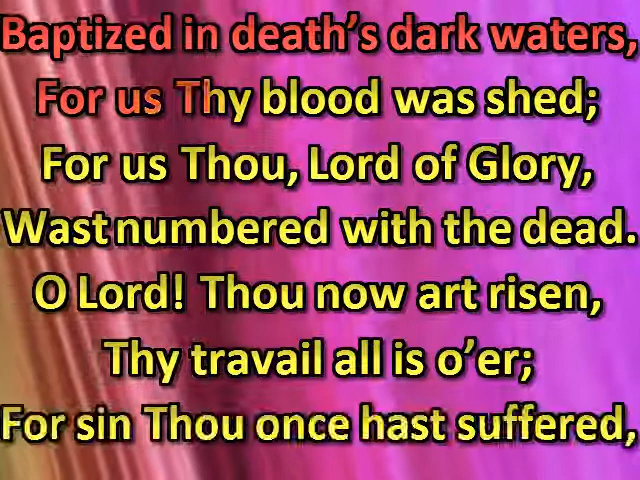 Baptized in death’s dark waters,
For us Thy blood was shed;
For us Thou, Lord of Glory,
Wast numbered with the dead.
O Lord! Thou now art risen,
Thy travail all is o’er;
For sin Thou once hast suffered,